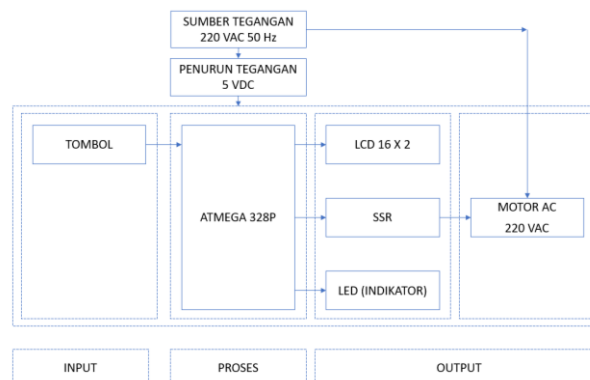 SUMBER TEGANGAN
220 VAC 50 Hz
PENURUN TEGANGAN
5 VDC
TOMBOL
ATMEGA 328P
LCD 16 X 2
SSR
LED (INDIKATOR)
MOTOR AC
220 VAC
INPUT
PROSES
OUTPUT